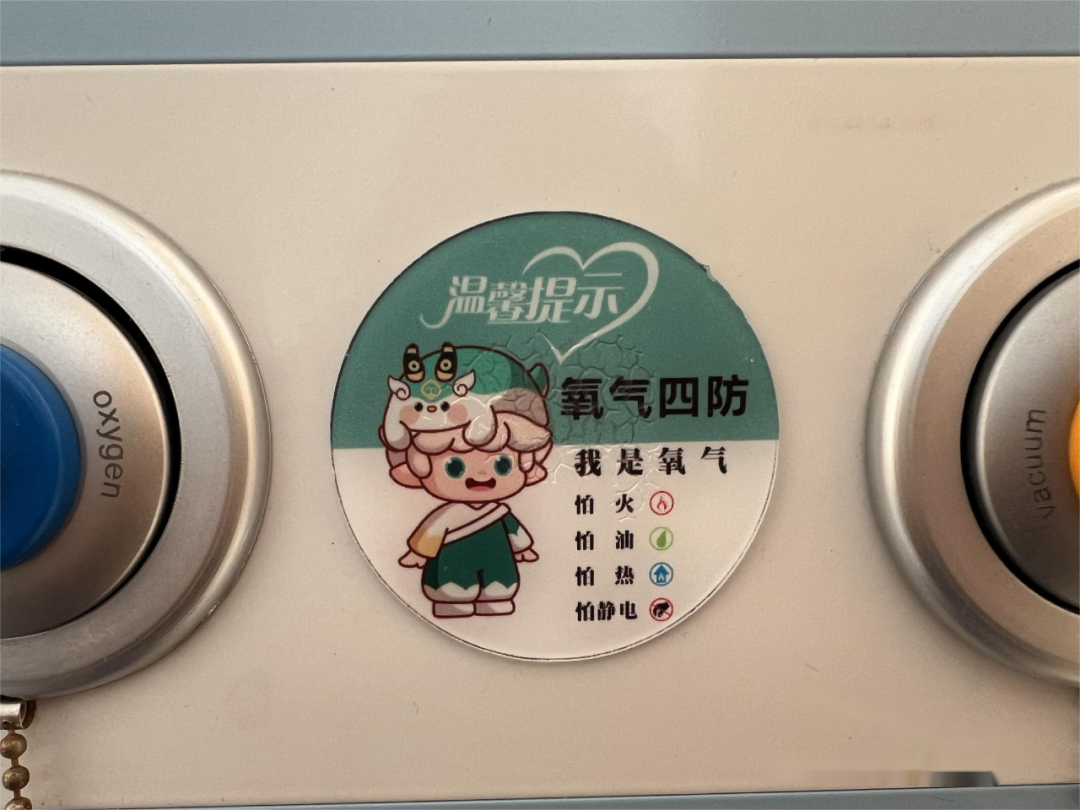 温馨提示
氧气四防
我是氧气
怕火
怕油
怕热
怕静电
oxygen
vacuum